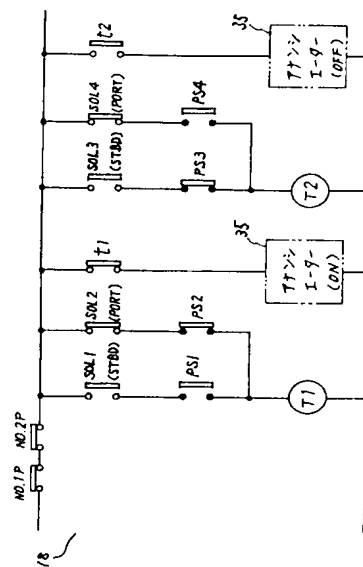 18
NO.1P
NO.2P
SOL1
(STBD)
SOL2
(PORT)
t1
SOL3
(STBD)
SOL4
(PORT)
t2
PS1
PS2
PS3
PS4
T1
35
アナンシ
エーター
(ON)
T2
35
アナンシ
エーター
(OFF)